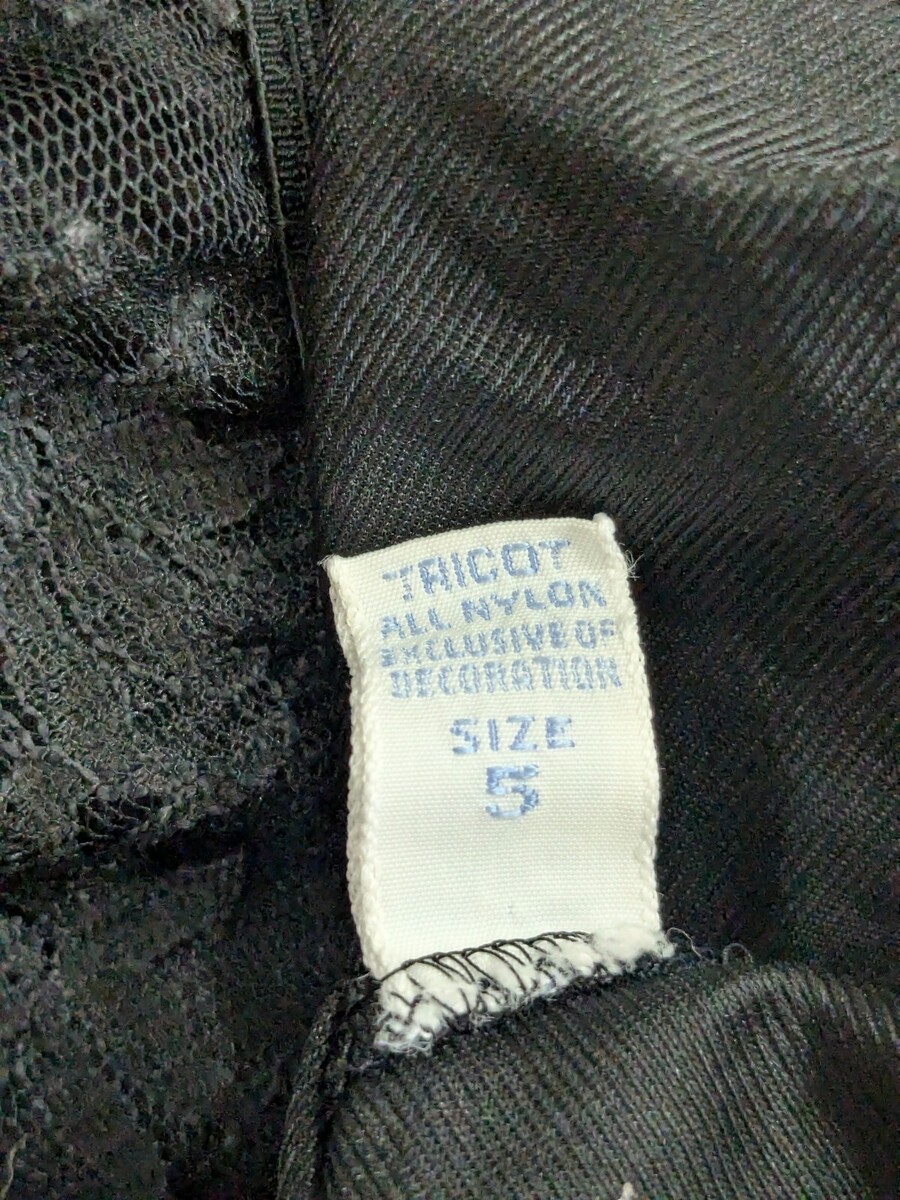 TRICOT
ALL NYLON
EXCLUSIVE OF
DECORATION
SIZE
5